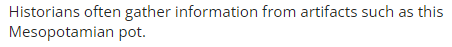 Historians often gather information from artifacts such as this
Mesopotamian pot.